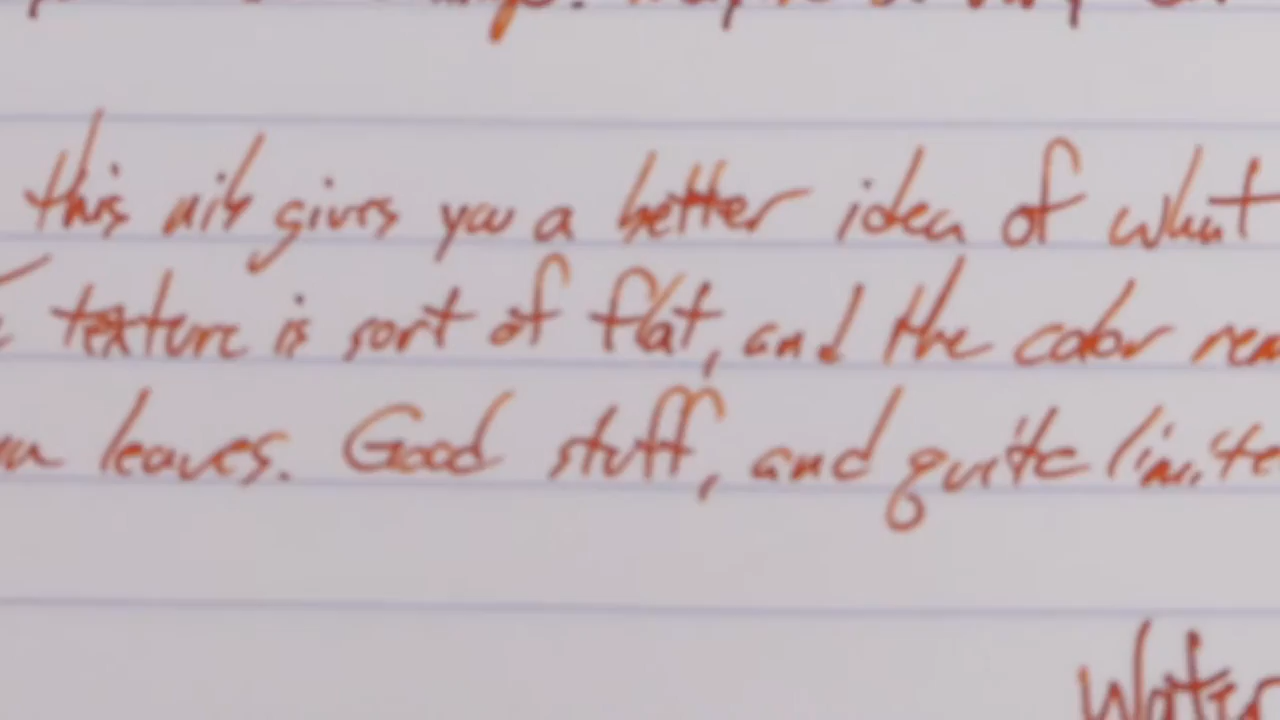 this nib gives you a better idea of what
texture is sort of flat, and the color
leaves. Good stuff, and quite limite
Water